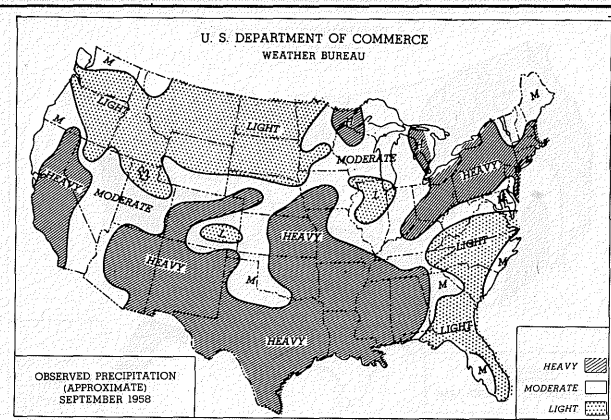 U. S. DEPARTMENT OF COMMERCE
WEATHER BUREAU
M
LIGHT
LIGHT
M
M
MODERATE
HEAVY
MODERATE
L
HEAVY
LIGHT
HEAVY
L
HEAVY
M
M
M
LIGHT
HEAVY
M
OBSERVED PRECIPITATION
(APPROXIMATE)
SEPTEMBER 1958
HEAVY
MODERATE
LIGHT